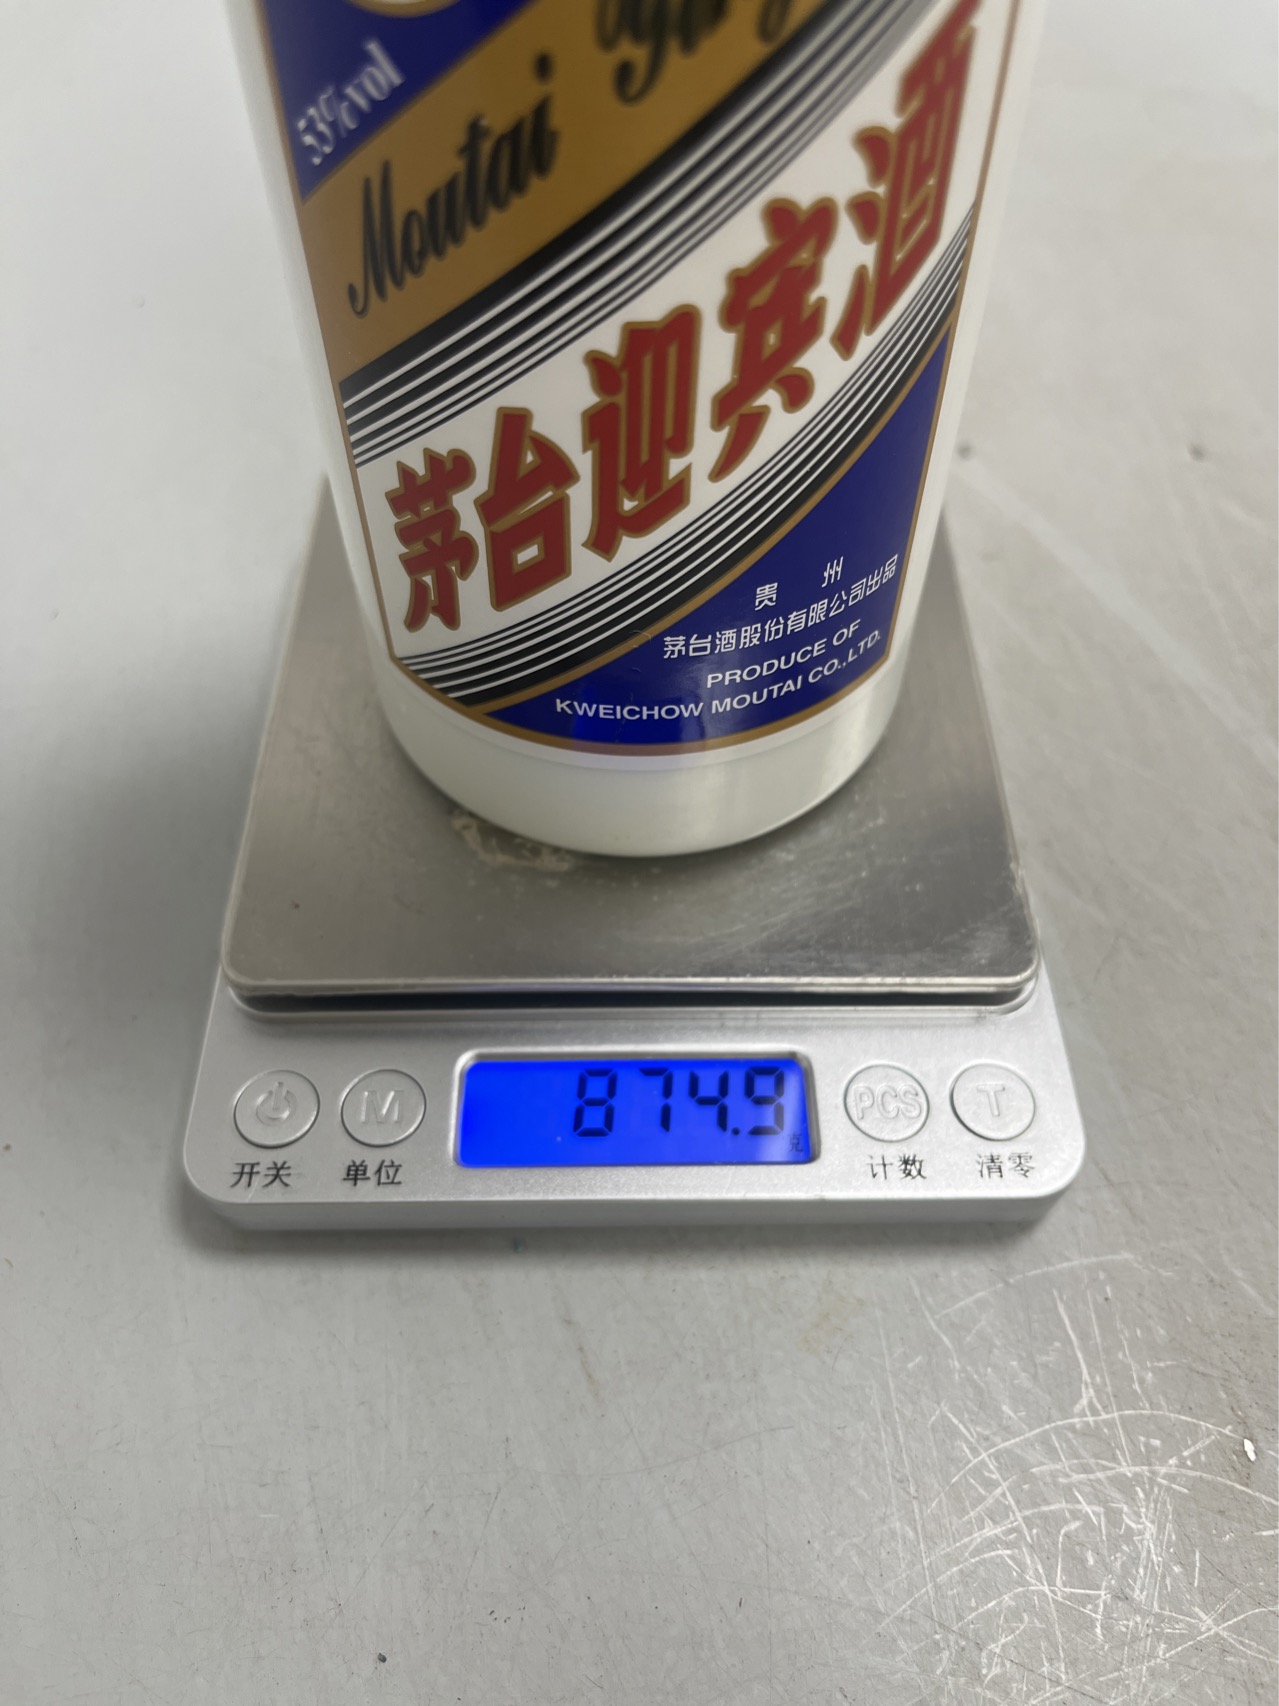 53%vol
Moutai
茅台迎宾酒
贵 州
茅台酒股份有限公司出品
PRODUCE OF
KWEICHOW MOUTAI CO.,LTD.
874.9
克
M
PCS
T
开关
单位
计数
清零